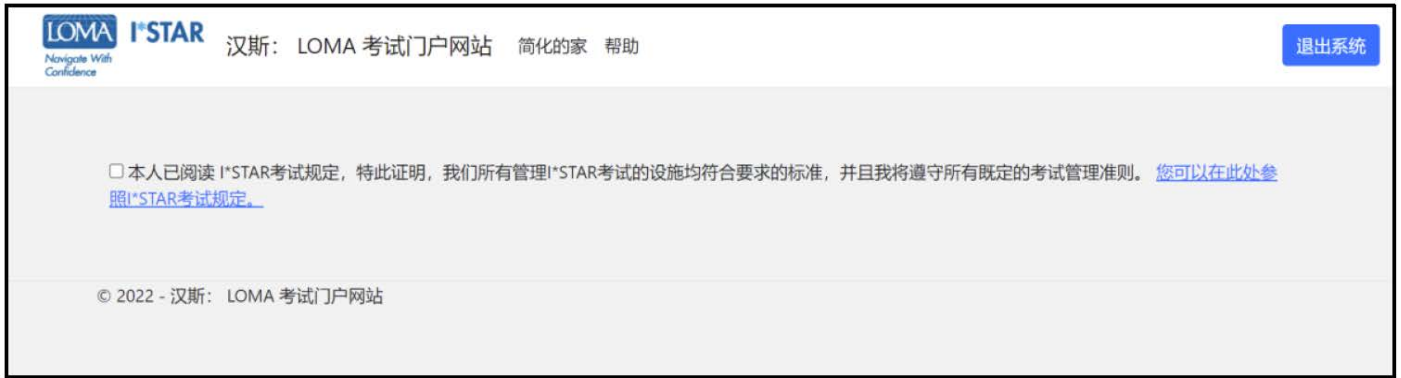 LOMA I*STAR
Navigate With
Confidence
汉斯： LOMA 考试门户网站 简化的家 帮助
退出系统
本人已阅读 I*STAR考试规定，特此证明，我们所有管理I*STAR考试的设施均符合要求的标准，并且我将遵守所有既定的考试管理准则。 您可以在此处参
照I*STAR考试规定。
© 2022 - 汉斯： LOMA 考试门户网站